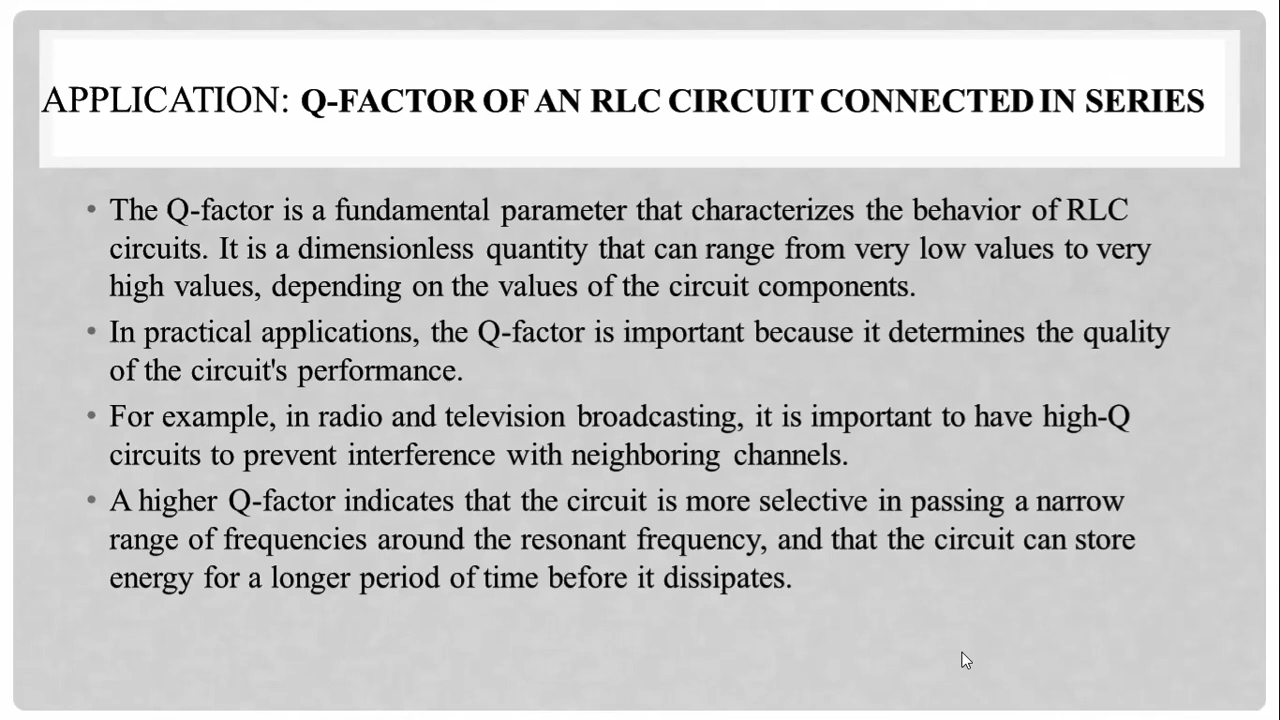 APPLICATION: Q-FACTOR OF AN RLC CIRCUIT CONNECTED IN SERIES
• The Q-factor is a fundamental parameter that characterizes the behavior of RLC
circuits. It is a dimensionless quantity that can range from very low values to very
high values, depending on the values of the circuit components.
• In practical applications, the Q-factor is important because it determines the quality
of the circuit's performance.
• For example, in radio and television broadcasting, it is important to have high-Q
circuits to prevent interference with neighboring channels.
• A higher Q-factor indicates that the circuit is more selective in passing a narrow
range of frequencies around the resonant frequency, and that the circuit can store
energy for a longer period of time before it dissipates.